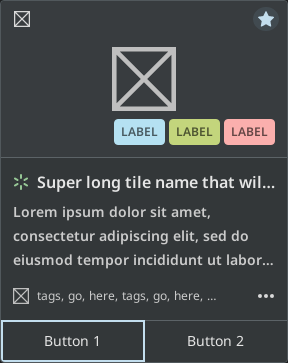 LABEL LABEL LABEL
Super long tile name that wil...
Lorem ipsum dolor sit amet,
consectetur adipiscing elit, sed do
eiusmod tempor incididunt ut labor...
tags, go, here, tags, go, here, ...
Button 1 Button 2